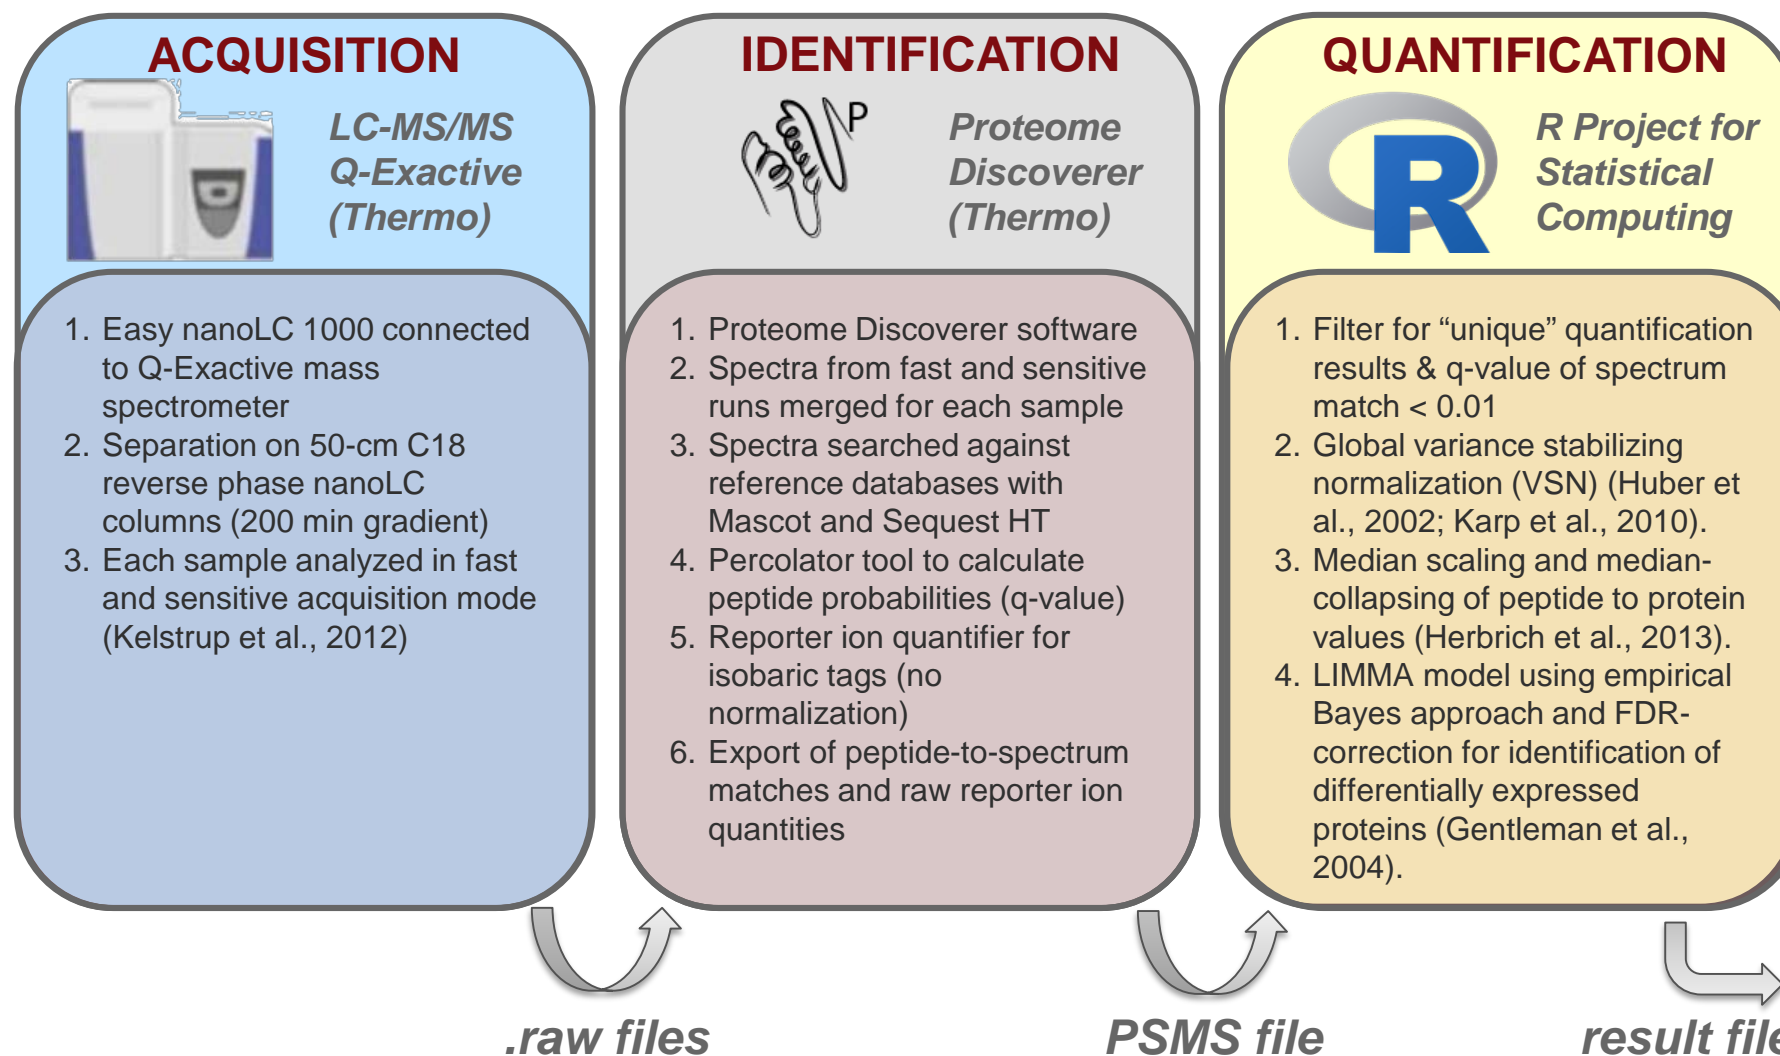 ACQUISITION
LC-MS/MS
Q-Exactive
(Thermo)
1. Easy nanoLC 1000 connected
to Q-Exactive mass
spectrometer
2. Separation on 50-cm C18
reverse phase nanoLC
columns (200 min gradient)
3. Each sample analyzed in fast
and sensitive acquisition mode
(Kelstrup et al., 2012)
IDENTIFICATION
P
Proteome
Discoverer
(Thermo)
1. Proteome Discoverer software
2. Spectra from fast and sensitive
runs merged for each sample
3. Spectra searched against
reference databases with
Mascot and Sequest HT
4. Percolator tool to calculate
peptide probabilities (q-value)
5. Reporter ion quantifier for
isobaric tags (no
normalization)
6. Export of peptide-to-spectrum
matches and raw reporter ion
quantities
QUANTIFICATION
R
R Project for
Statistical
Computing
1. Filter for “unique” quantification
results & q-value of spectrum
match < 0.01
2. Global variance stabilizing
normalization (VSN) (Huber et
al., 2002; Karp et al., 2010).
3. Median scaling and median-
collapsing of peptide to protein
values (Herbrich et al., 2013).
4. LIMMA model using empirical
Bayes approach and FDR-
correction for identification of
differentially expressed
proteins (Gentleman et al.,
2004).
.raw files
PSMS file
result file